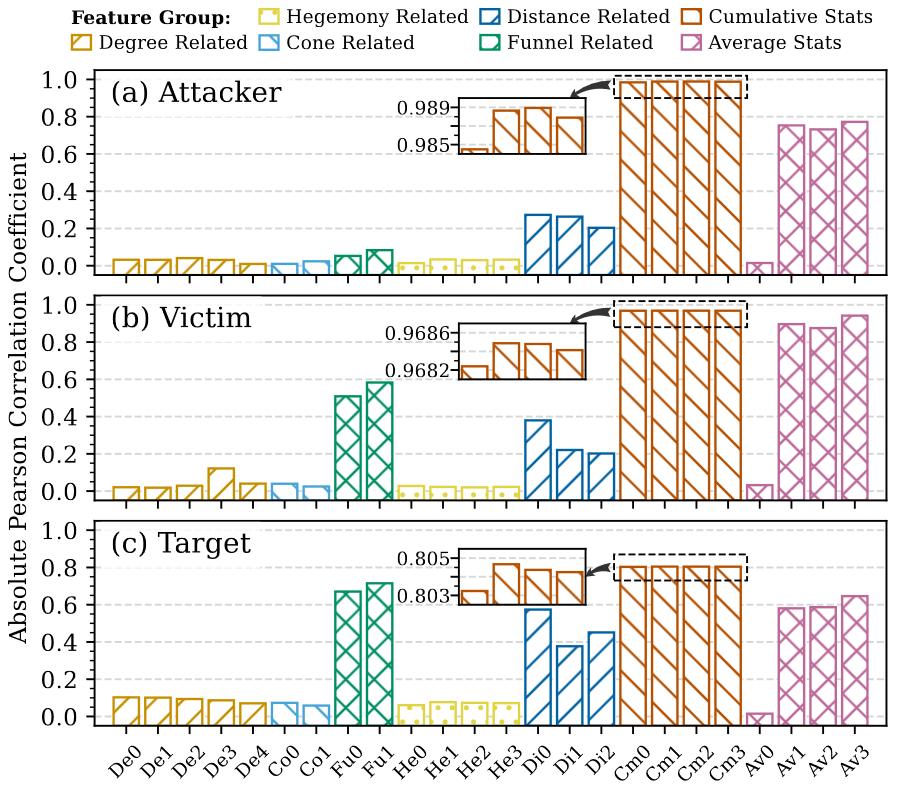 Feature Group:
Hegemony Related
Distance Related
Cumulative Stats
Degree Related
Cone Related
Funnel Related
Average Stats
Absolute Pearson Correlation Coefficient
(a) Attacker
1.0
0.8
0.6
0.4
0.2
0.0
0.989
0.985
(b) Victim
1.0
0.8
0.6
0.4
0.2
0.0
0.9686
0.9682
(c) Target
1.0
0.8
0.6
0.4
0.2
0.0
0.805
0.803
De0 De1 De2 De3 De4 Co0 Co1 Fu0 Fu1 He0 He1 He2 He3 Di0 Di1 Di2 Cm0 Cm1 Cm2 Cm3 Av0 Av1 Av2 Av3